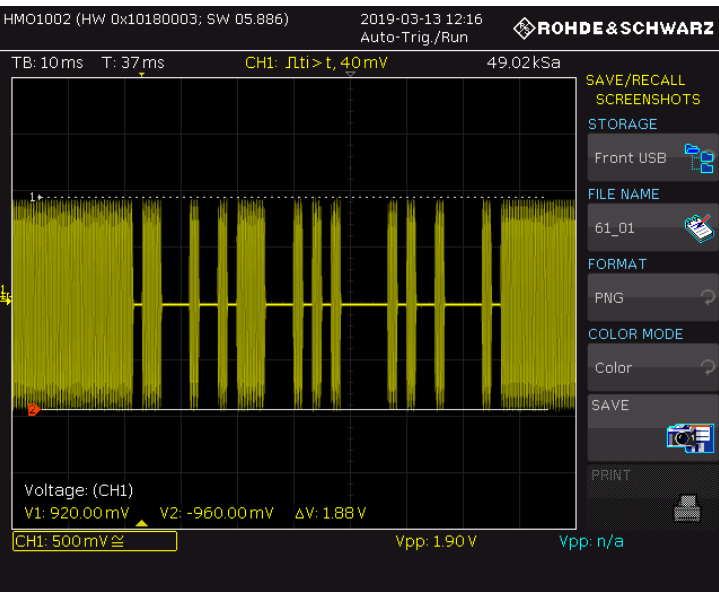 HMO1002 (HW 0x10180003; SW 05.886)
2019-03-13 12:16
Auto-Trig./Run
ROHDE&SCHWARZ
TB: 10 ms T: 37 ms CH1: ti > t, 40 mV 49.02 kSa
SAVE/RECALL
SCREENSHOTS
STORAGE
Front USB
FILE NAME
61_01
FORMAT
PNG
COLOR MODE
Color
SAVE
PRINT
1
1
2
Voltage: (CH1)
V1: 920.00 mV V2: -960.00 mV ΔV: 1.88 V
CH1: 500 mV ≅ Vpp: 1.90 V Vpp: n/a